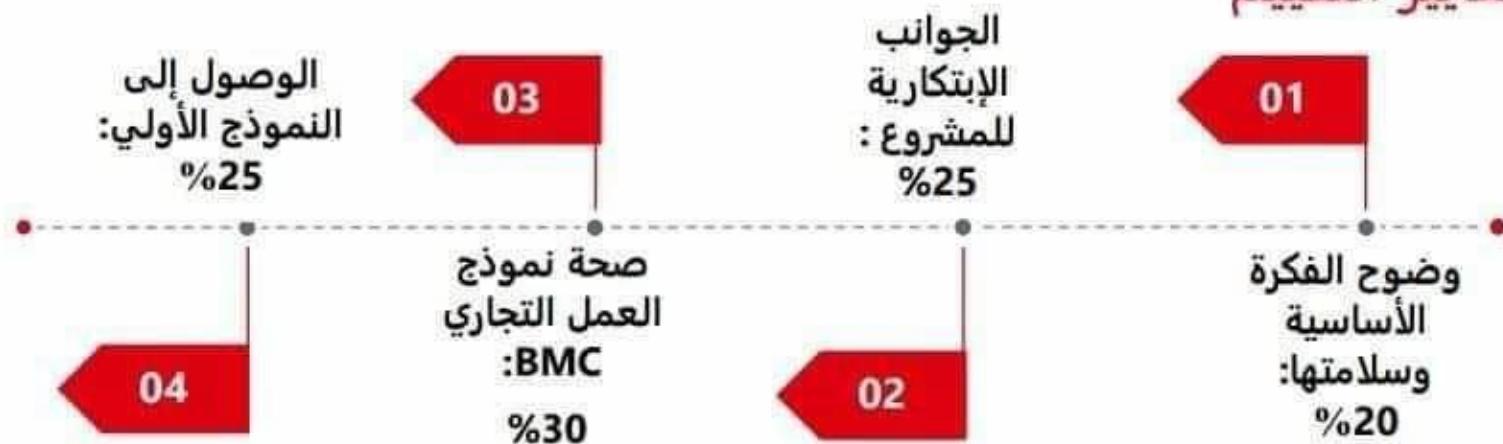 01
وضوح الفكرة
الأساسية
وسلامتها:
%20
02
الجوانب
الإبتكارية
للمشروع :
%25
03
صحة نموذج
العمل التجاري
BMC:
%30
04
الوصول إلى
النموذج الأولي:
%25